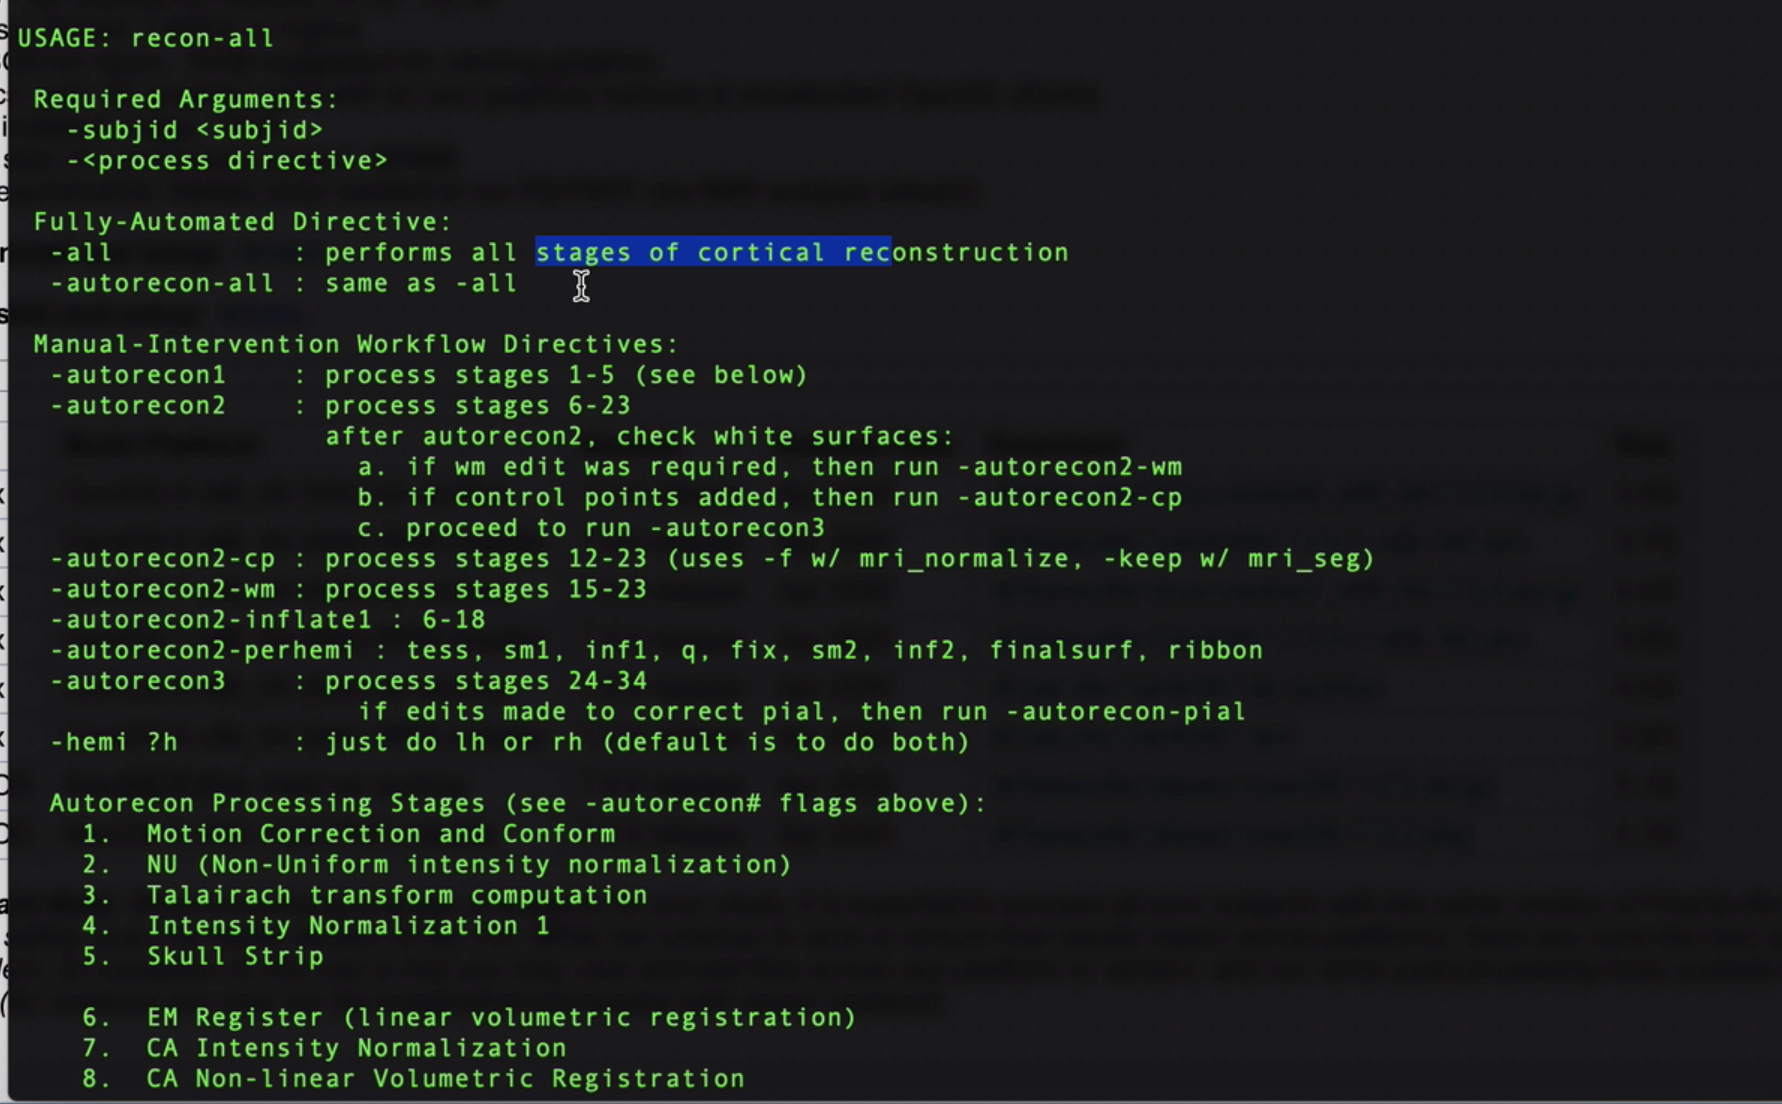 USAGE: recon-all
Required Arguments:
-subjid <subjid>
-<process directive>
Fully-Automated Directive:
-all : performs all stages of cortical reconstruction
-autorecon-all : same as -all
Manual-Intervention Workflow Directives:
-autorecon1 : process stages 1-5 (see below)
-autorecon2 : process stages 6-23
after autorecon2, check white surfaces:
a. if wm edit was required, then run -autorecon2-wm
b. if control points added, then run -autorecon2-cp
c. proceed to run -autorecon3
-autorecon2-cp : process stages 12-23 (uses -f w/ mri_normalize, -keep w/ mri_seg)
-autorecon2-wm : process stages 15-23
-autorecon2-inflate1 : 6-18
-autorecon2-perhemi : tess, sm1, inf1, q, fix, sm2, inf2, finalsurf, ribbon
-autorecon3 : process stages 24-34
if edits made to correct pial, then run -autorecon-pial
-hemi ?h : just do lh or rh (default is to do both)
Autorecon Processing Stages (see -autorecon# flags above):
1. Motion Correction and Conform
2. NU (Non-Uniform intensity normalization)
3. Talairach transform computation
4. Intensity Normalization 1
5. Skull Strip
6. EM Register (linear volumetric registration)
7. CA Intensity Normalization
8. CA Non-linear Volumetric Registration